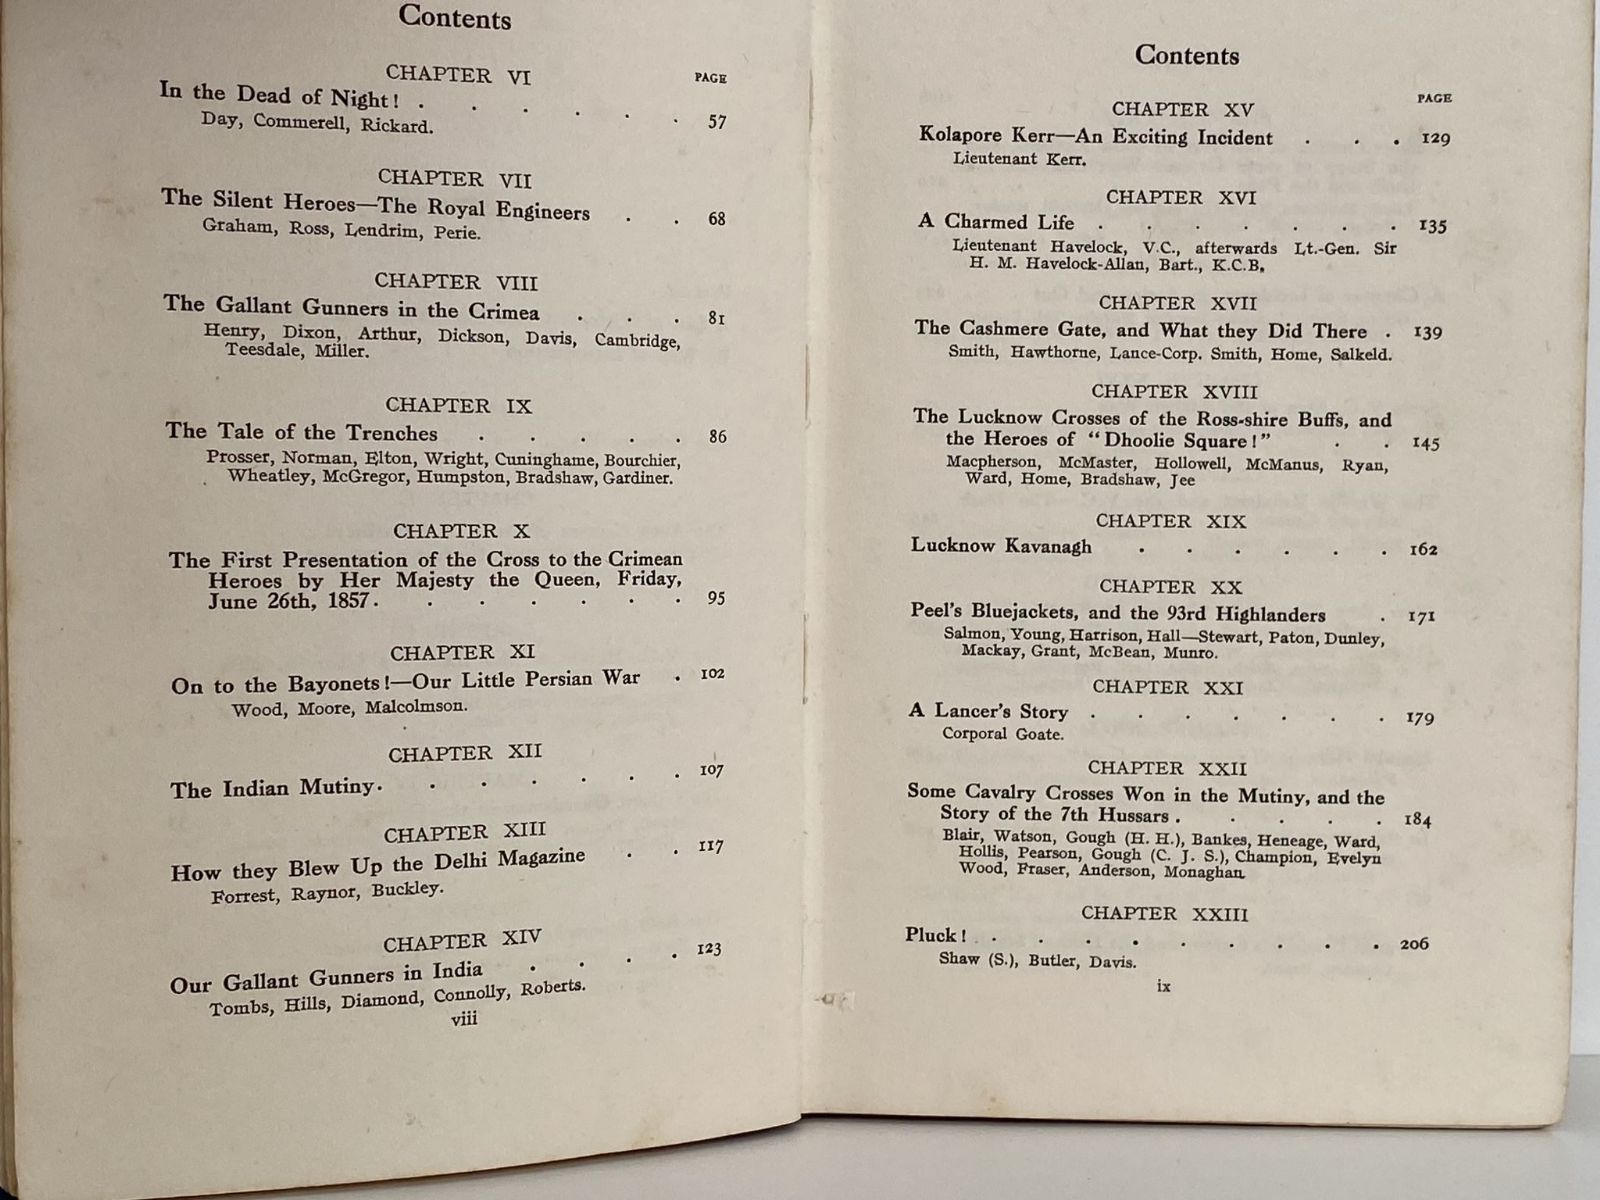 Contents
CHAPTER VI
PAGE
In the Dead of Night! . . . . . . 57
Day, Commerell, Rickard.
CHAPTER VII
The Silent Heroes—The Royal Engineers . . 68
Graham, Ross, Lendrim, Perie.
CHAPTER VIII
The Gallant Gunners in the Crimea . . . 81
Henry, Dixon, Arthur, Dickson, Davis, Cambridge,
Teesdale, Miller.
CHAPTER IX
The Tale of the Trenches . . . . . 86
Prosser, Norman, Elton, Wright, Cuninghame, Bourchier,
Wheatley, McGregor, Humpston, Bradshaw, Gardiner.
CHAPTER X
The First Presentation of the Cross to the Crimean
Heroes by Her Majesty the Queen, Friday,
June 26th, 1857 . . . . . . . 95
CHAPTER XI
On to the Bayonets!—Our Little Persian War . 102
Wood, Moore, Malcolmson.
CHAPTER XII
The Indian Mutiny . . . . . . . 107
CHAPTER XIII
How they Blew Up the Delhi Magazine . . 117
Forrest, Raynor, Buckley.
CHAPTER XIV
Our Gallant Gunners in India . . . . 123
Tombs, Hills, Diamond, Connolly, Roberts.
viii
Contents
PAGE
CHAPTER XV
Kolapore Kerr—An Exciting Incident . . . 129
Lieutenant Kerr.
CHAPTER XVI
A Charmed Life . . . . . . . 135
Lieutenant Havelock, V.C., afterwards Lt.-Gen. Sir
H. M. Havelock-Allan, Bart., K.C.B.
CHAPTER XVII
The Cashmere Gate, and What they Did There . 139
Smith, Hawthorne, Lance-Corp. Smith, Home, Salkeld.
CHAPTER XVIII
The Lucknow Crosses of the Ross-shire Buffs, and
the Heroes of "Dhoolie Square!" . . 145
Macpherson, McMaster, Hollowell, McManus, Ryan,
Ward, Home, Bradshaw, Jee
CHAPTER XIX
Lucknow Kavanagh . . . . . . 162
CHAPTER XX
Peel's Bluejackets, and the 93rd Highlanders . 171
Salmon, Young, Harrison, Hall—Stewart, Paton, Dunley,
Mackay, Grant, McBean, Munro.
CHAPTER XXI
A Lancer's Story . . . . . . . 179
Corporal Goate.
CHAPTER XXII
Some Cavalry Crosses Won in the Mutiny, and the
Story of the 7th Hussars . . . . . 184
Blair, Watson, Gough (H. H.), Bankes, Heneage, Ward,
Hollis, Pearson, Gough (C. J. S.), Champion, Evelyn
Wood, Fraser, Anderson, Monaghan
CHAPTER XXIII
Pluck! . . . . . . . . . 206
Shaw (S.), Butler, Davis.
ix